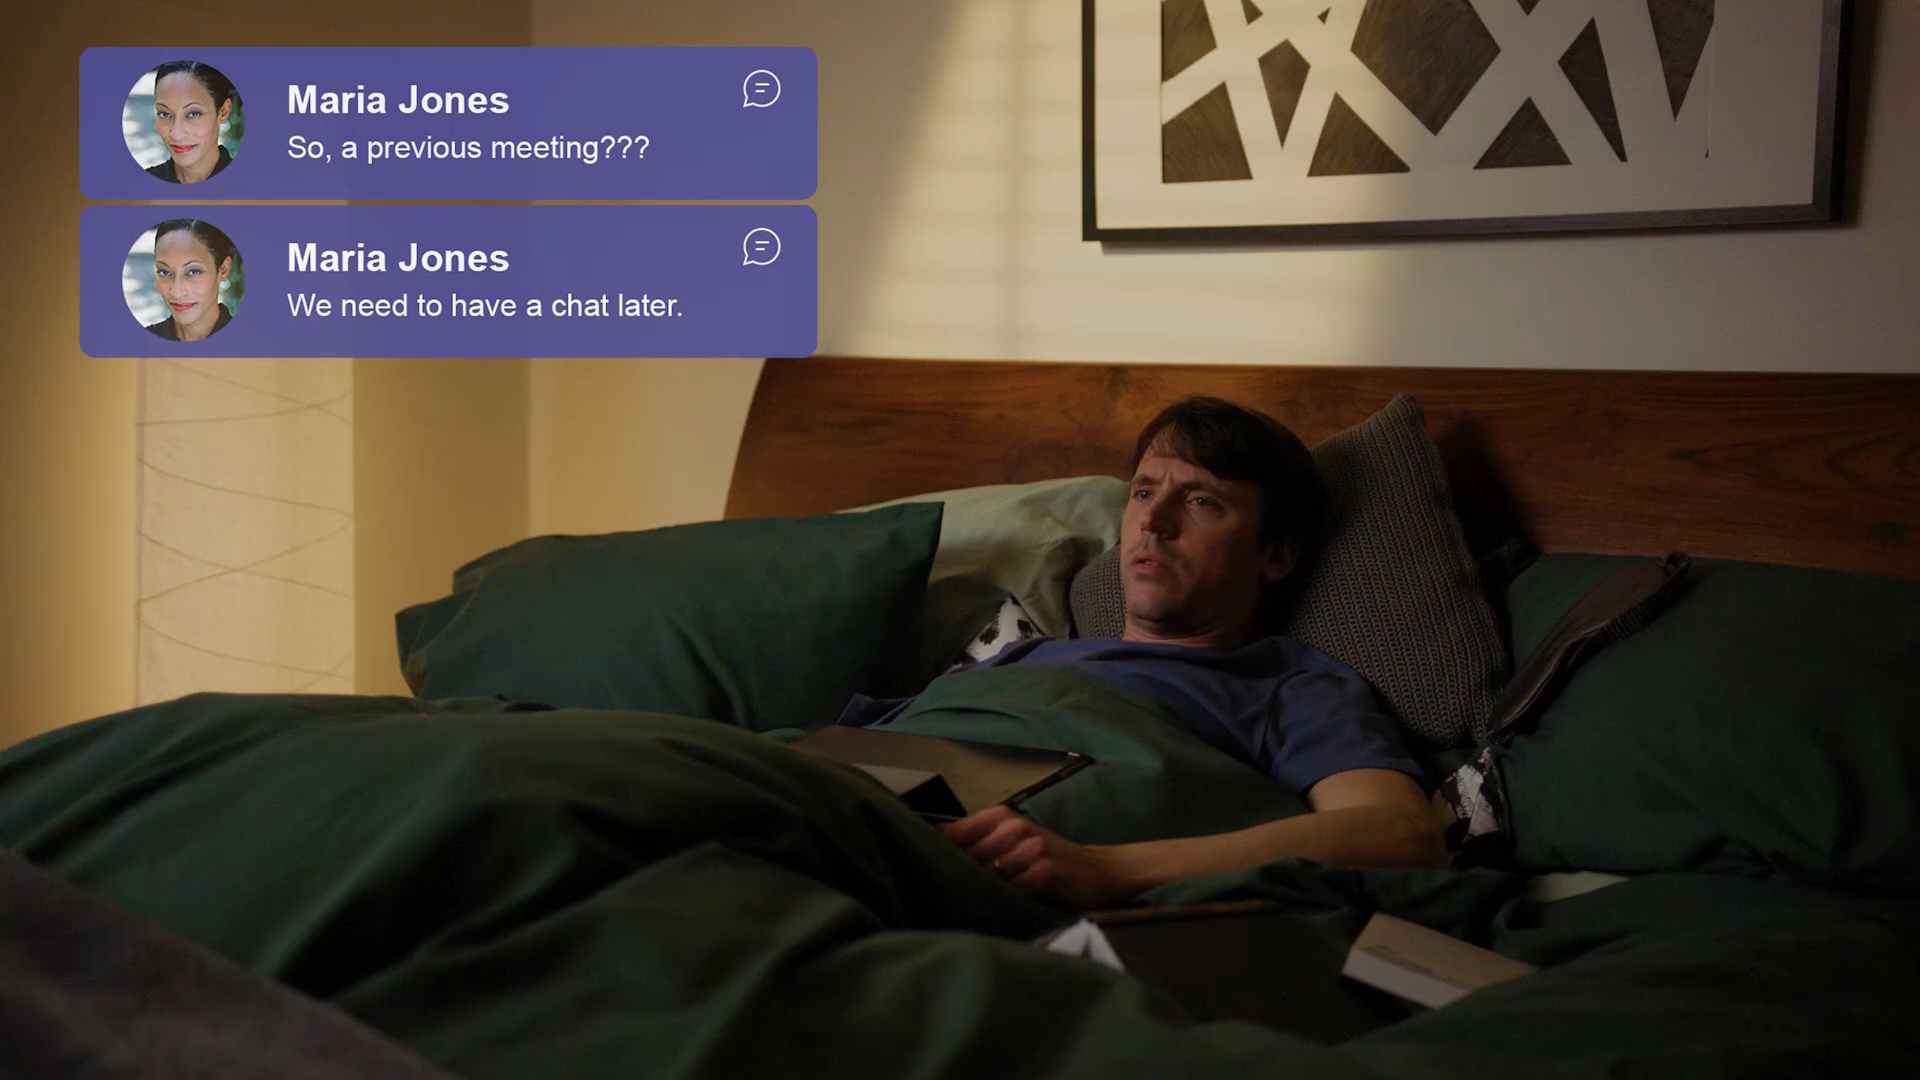 Maria Jones
So, a previous meeting???
Maria Jones
We need to have a chat later.